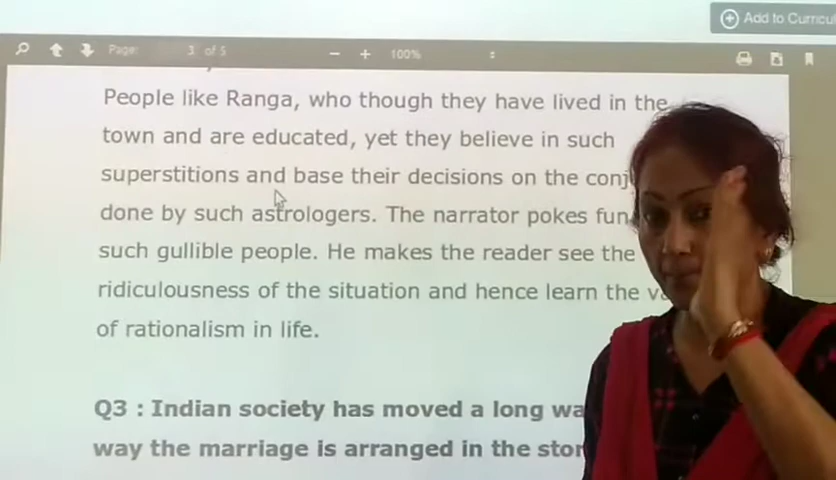 Add to Curricu
Page: 3 of 5
100%
People like Ranga, who though they have lived in the
town and are educated, yet they believe in such
superstitions and base their decisions on the conj
done by such astrologers. The narrator pokes fun
such gullible people. He makes the reader see the
ridiculousness of the situation and hence learn the va
of rationalism in life.
Q3 : Indian society has moved a long wa
way the marriage is arranged in the stor